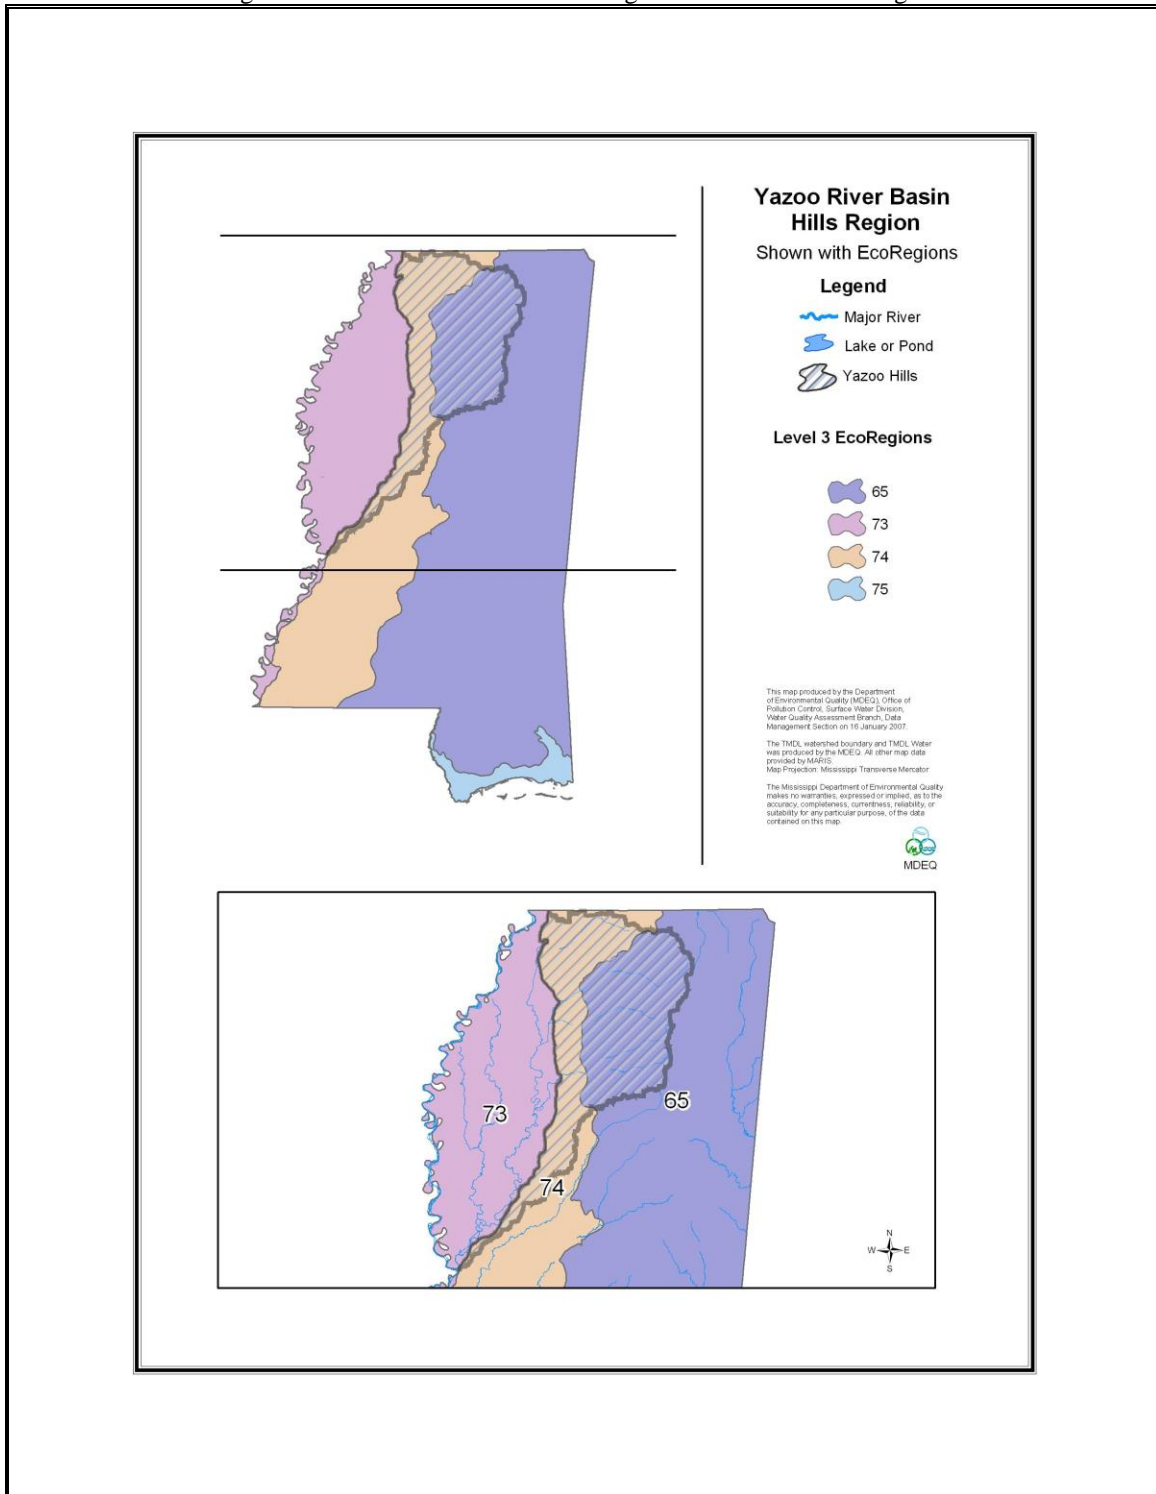 Yazoo River Basin
Hills Region
Shown with EcoRegions
Legend
Major River
Lake or Pond
Yazoo Hills
Level 3 EcoRegions
65
73
74
75
This map produced by the Department
of Environmental Quality (MDEQ), Office of
Pollution Control, Surface Water Division,
Water Quality Assessment Branch, Data
Management Section on 16 January 2007.
The TMDL watershed boundary and TMDL Water
was produced by the MDEQ. All other map data
provided by MARIS.
Map Projection: Mississippi Transverse Mercator
The Mississippi Department of Environmental Quality
makes no warranties, expressed or implied, as to the
accuracy, completeness, currentness, reliability, or
suitability for any particular purpose, of the data
contained on this map.
MDEQ
73
65
74
N
W E
S